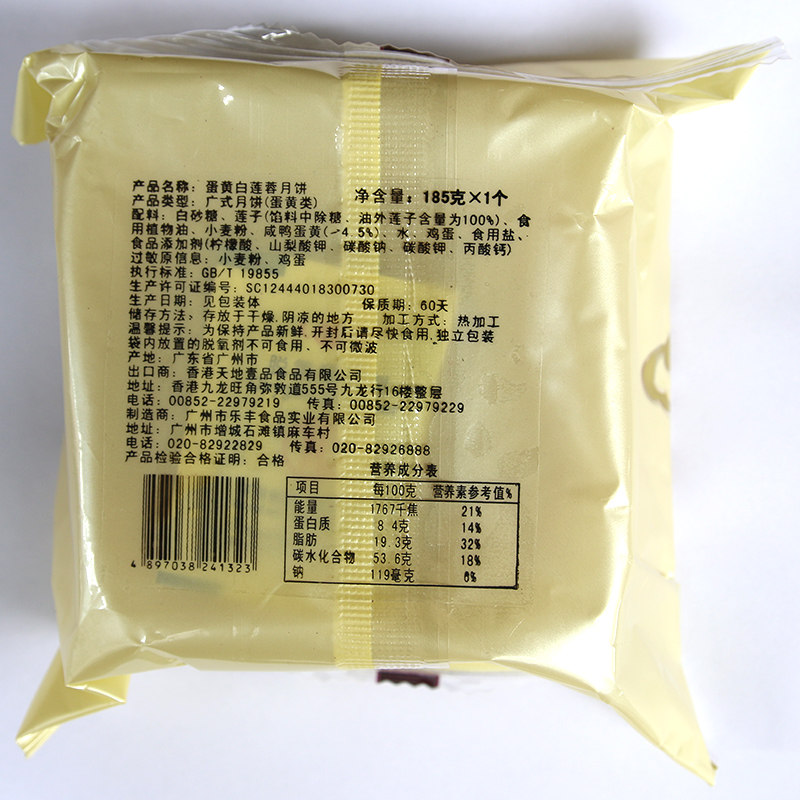 产品名称：蛋黄白莲蓉月饼 净含量：185克×1个
产品类型：广式月饼(蛋黄类)
配料：白砂糖、莲子(馅料中除糖、油外莲子含量为100%)、食
用植物油、小麦粉、咸鸭蛋黄(-4.5%)、水、鸡蛋、食用盐、
食品添加剂(柠檬酸、山梨酸钾、碳酸钠、碳酸钾、丙酸钙)
过敏原信息：小麦粉、鸡蛋
执行标准：GB/T 19855
生产许可证编号：SC12444018300730
生产日期：见包装体 保质期：60天
储存方法：存放于干燥,阴凉的地方 加工方式：热加工
温馨提示：为保持产品新鲜,开封后请尽快食用,独立包装
袋内放置的脱氧剂不可食用、不可微波
产地：广东省广州市
出口商：香港天地壹品食品有限公司
地址：香港九龙旺角弥敦道555号九龙行16楼整层
电话：00852-22979219 传真：00852-22979229
制造商：广州市乐丰食品实业有限公司
地址：广州市增城石滩镇麻车村
电话：020-82922829 传真：020-82926888
产品检验合格证明：合格
营养成分表
项目 每100克 营养素参考值%
能量 1767千焦 21%
蛋白质 8.4克 14%
脂肪 19.3克 32%
碳水化合物 53.6克 18%
钠 119毫克 6%
4 897038 241323